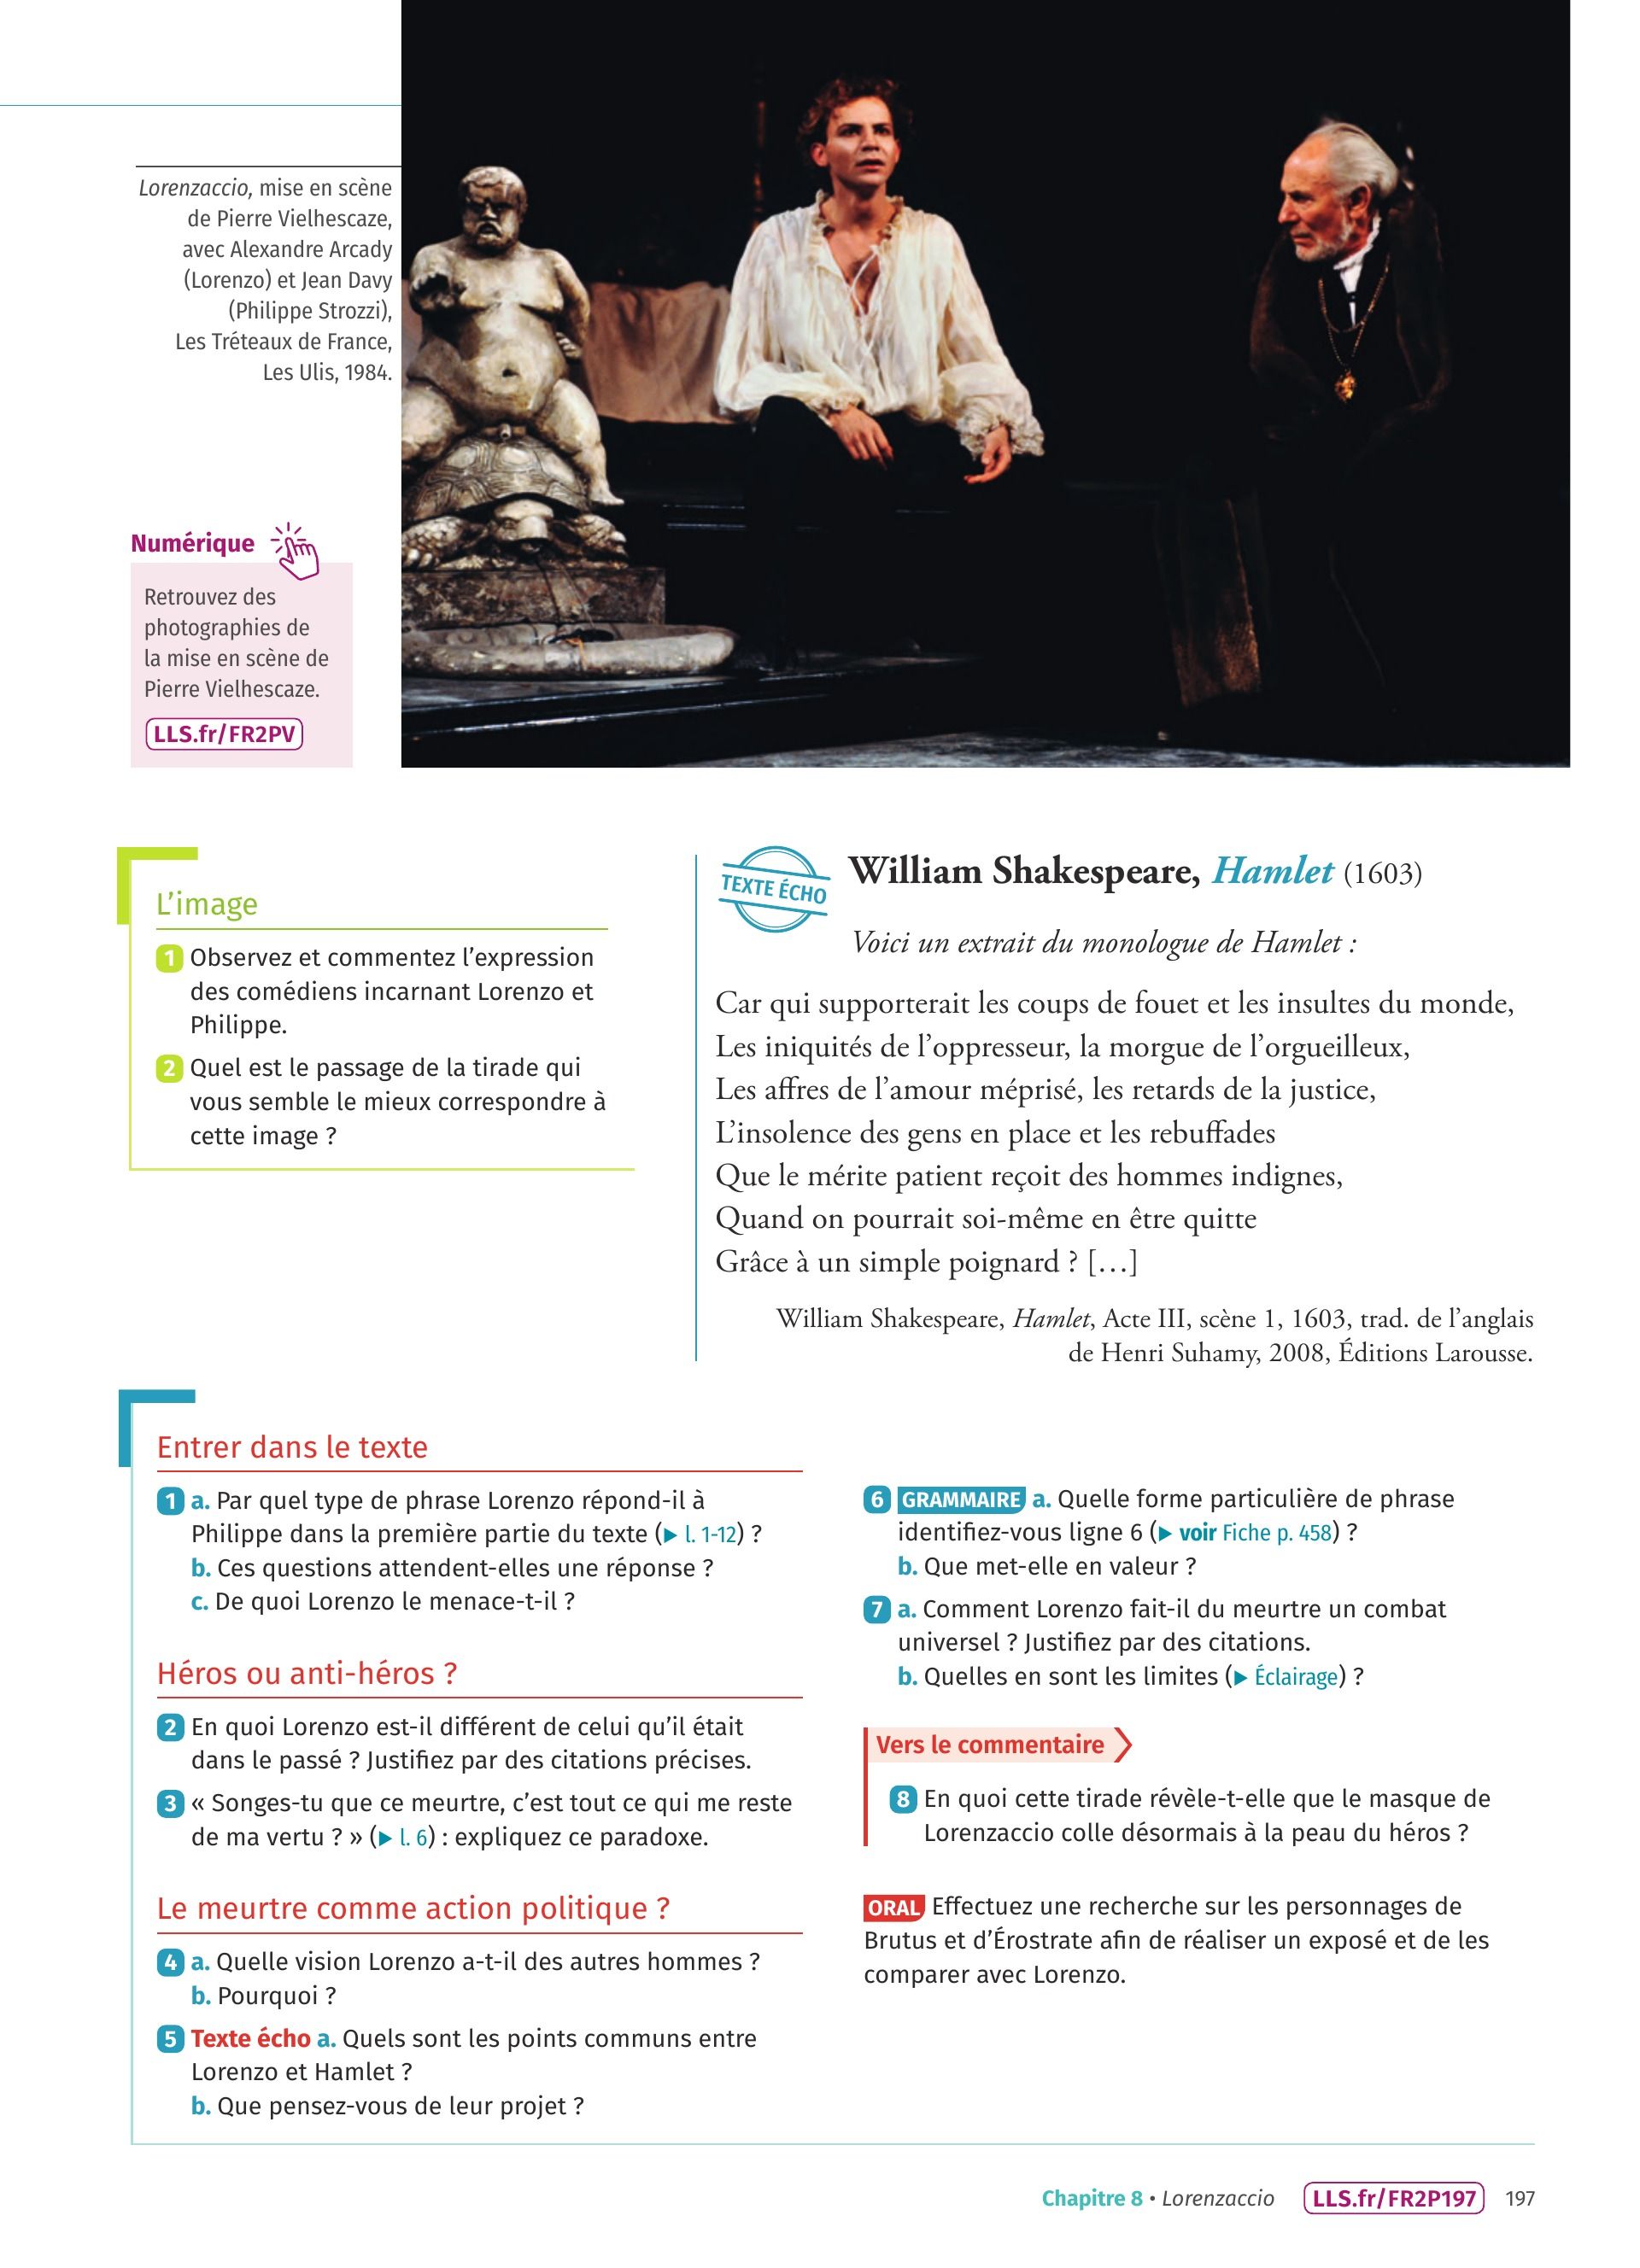 Lorenzaccio, mise en scène
de Pierre Vielhescaze,
avec Alexandre Arcady
(Lorenzo) et Jean Davy
(Philippe Strozzi),
Les Tréteaux de France,
Les Ulis, 1984.
Numérique
Retrouvez des
photographies de
la mise en scène de
Pierre Vielhescaze.
LLS.fr/FR2PV
L’image
1 Observez et commentez l’expression
des comédiens incarnant Lorenzo et
Philippe.
2 Quel est le passage de la tirade qui
vous semble le mieux correspondre à
cette image ?
TEXTE ÉCHO
William Shakespeare, Hamlet (1603)
Voici un extrait du monologue de Hamlet :
Car qui supporterait les coups de fouet et les insultes du monde,
Les iniquités de l’oppresseur, la morgue de l’orgueilleux,
Les affres de l’amour méprisé, les retards de la justice,
L’insolence des gens en place et les rebuffades
Que le mérite patient reçoit des hommes indignes,
Quand on pourrait soi-même en être quitte
Grâce à un simple poignard ? […]
William Shakespeare, Hamlet, Acte III, scène 1, 1603, trad. de l’anglais
de Henri Suhamy, 2008, Éditions Larousse.
Entrer dans le texte
1 a. Par quel type de phrase Lorenzo répond-il à
Philippe dans la première partie du texte (▶ l. 1-12) ?
b. Ces questions attendent-elles une réponse ?
c. De quoi Lorenzo le menace-t-il ?
Héros ou anti-héros ?
2 En quoi Lorenzo est-il différent de celui qu’il était
dans le passé ? Justifiez par des citations précises.
3 « Songes-tu que ce meurtre, c’est tout ce qui me reste
de ma vertu ? » (▶ l. 6) : expliquez ce paradoxe.
Le meurtre comme action politique ?
4 a. Quelle vision Lorenzo a-t-il des autres hommes ?
b. Pourquoi ?
5 Texte écho a. Quels sont les points communs entre
Lorenzo et Hamlet ?
b. Que pensez-vous de leur projet ?
6 GRAMMAIRE a. Quelle forme particulière de phrase
identifiez-vous ligne 6 (▶ voir Fiche p. 458) ?
b. Que met-elle en valeur ?
7 a. Comment Lorenzo fait-il du meurtre un combat
universel ? Justifiez par des citations.
b. Quelles en sont les limites (▶ Éclairage) ?
Vers le commentaire
8 En quoi cette tirade révèle-t-elle que le masque de
Lorenzaccio colle désormais à la peau du héros ?
ORAL Effectuez une recherche sur les personnages de
Brutus et d’Érostrate afin de réaliser un exposé et de les
comparer avec Lorenzo.
Chapitre 8 • Lorenzaccio LLS.fr/FR2P197 197